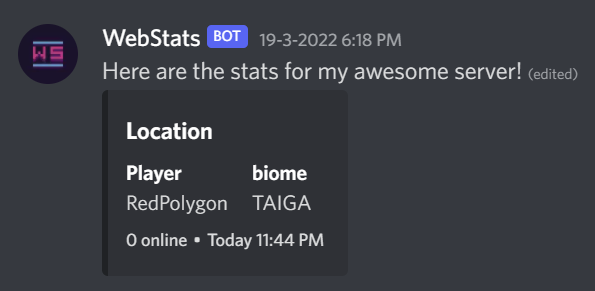 WS
WebStats BOT 19-3-2022 6:18 PM
Here are the stats for my awesome server! (edited)
Location
Player biome
RedPolygon TAIGA
0 online • Today 11:44 PM